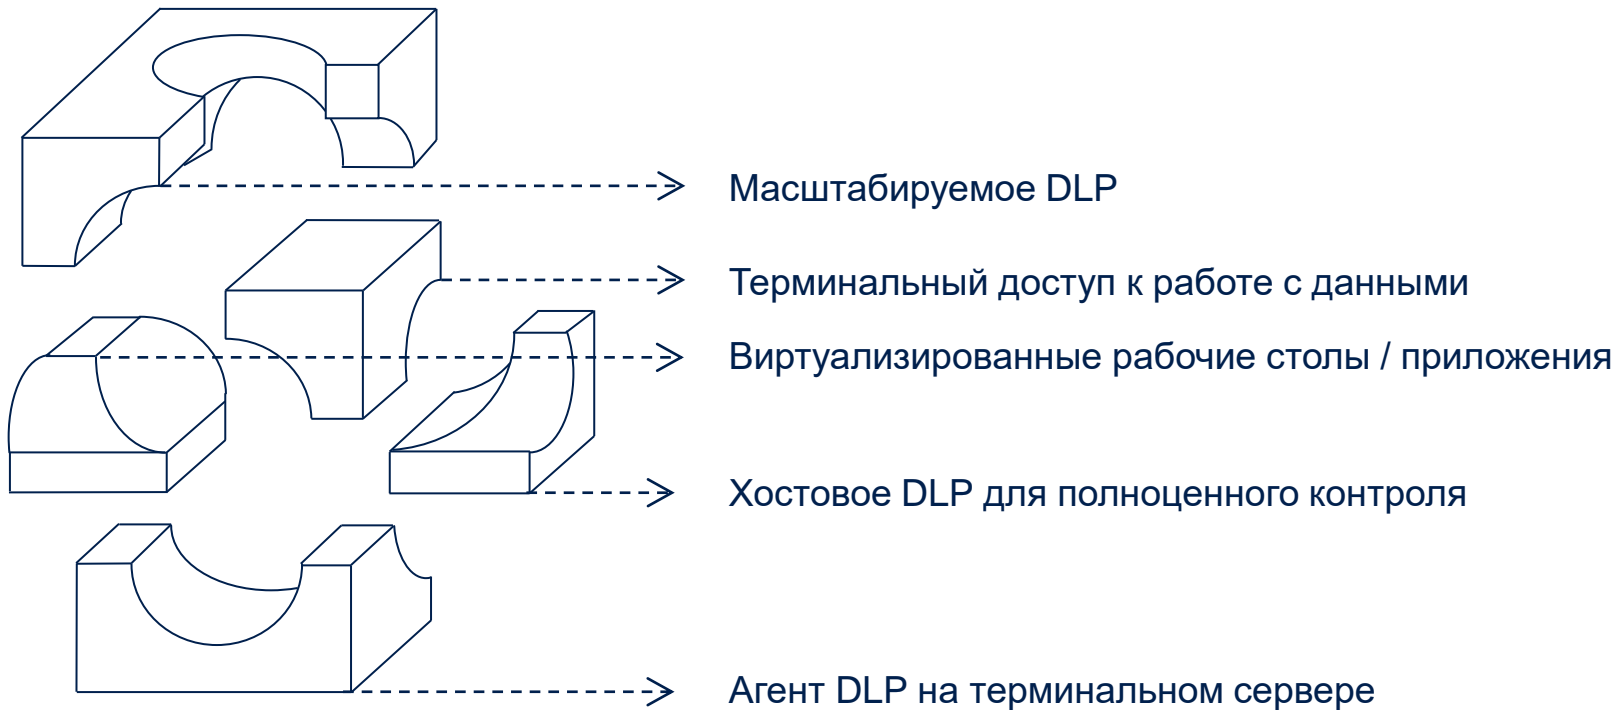 Масштабируемое DLP
Терминальный доступ к работе с данными
Виртуализированные рабочие столы / приложения
Хостовое DLP для полноценного контроля
Агент DLP на терминальном сервере